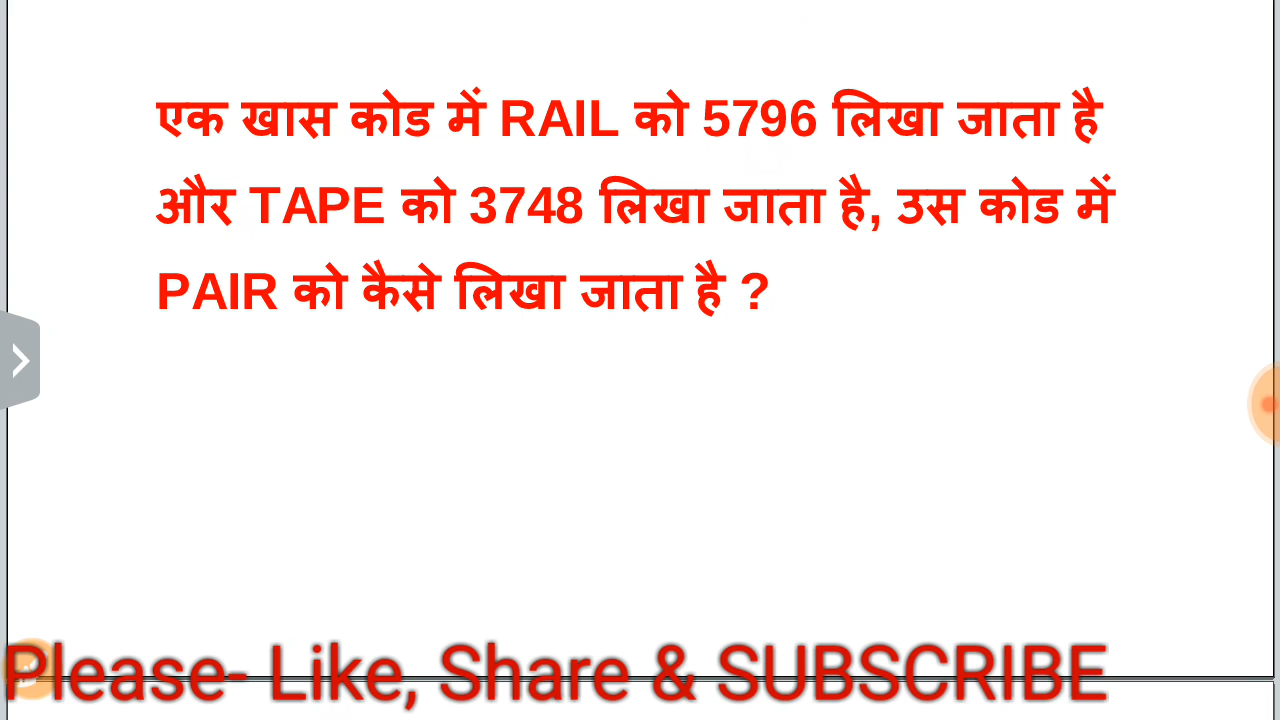 एक खास कोड में RAIL को 5796 लिखा जाता है
और TAPE को 3748 लिखा जाता है, उस कोड में
PAIR को कैसे लिखा जाता है ?
Please- Like, Share & SUBSCRIBE